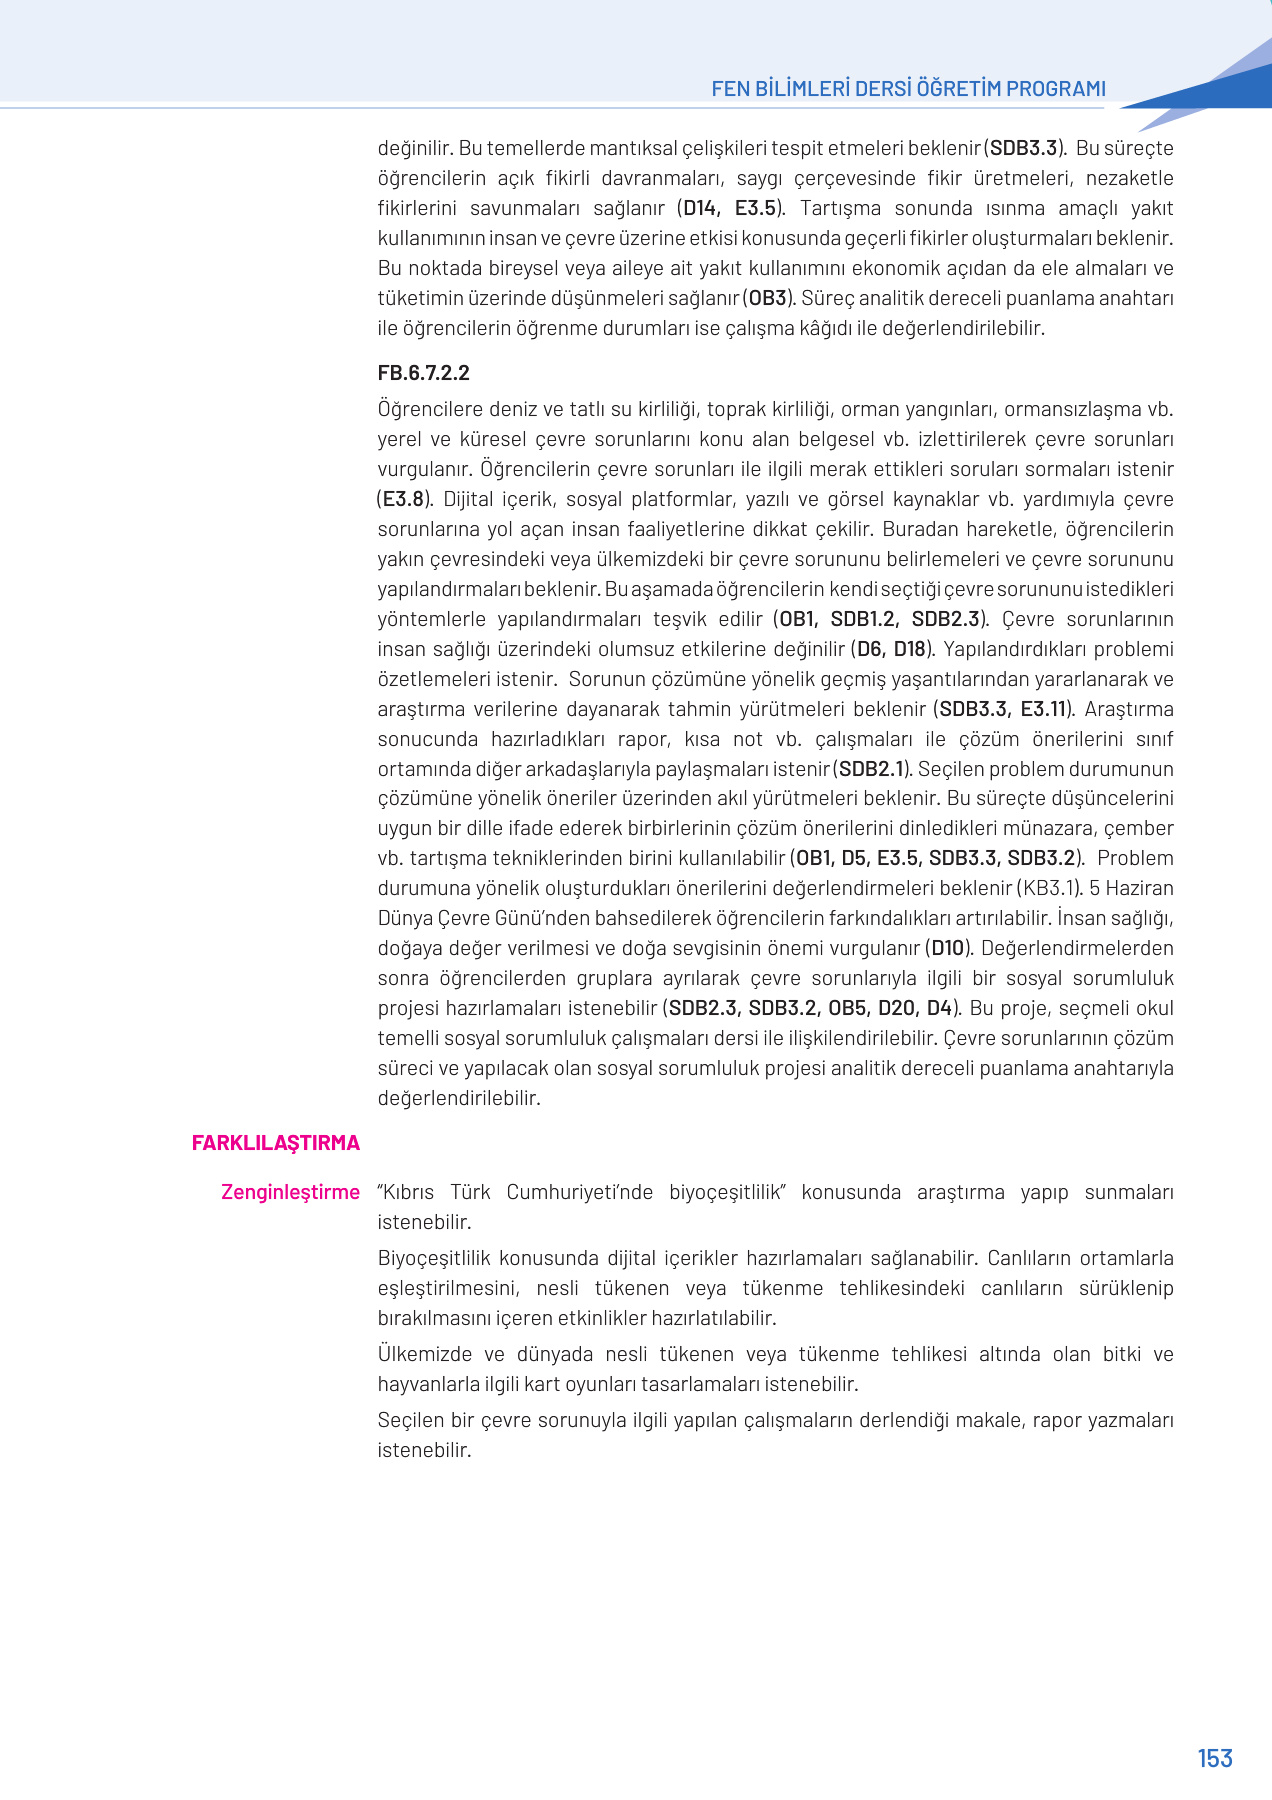 FEN BİLİMLERİ DERSİ ÖĞRETİM PROGRAMI
değinilir. Bu temellerde mantıksal çelişkileri tespit etmeleri beklenir (SDB3.3). Bu süreçte
öğrencilerin açık fikirli davranmaları, saygı çerçevesinde fikir üretmeleri, nezaketle
fikirlerini savunmaları sağlanır (D14, E3.5). Tartışma sonunda ısınma amaçlı yakıt
kullanımının insan ve çevre üzerine etkisi konusunda geçerli fikirler oluşturmaları beklenir.
Bu noktada bireysel veya aileye ait yakıt kullanımını ekonomik açıdan da ele almaları ve
tüketimin üzerinde düşünmeleri sağlanır (OB3). Süreç analitik dereceli puanlama anahtarı
ile öğrencilerin öğrenme durumları ise çalışma kâğıdı ile değerlendirilebilir.
FB.6.7.2.2
Öğrencilere deniz ve tatlı su kirliliği, toprak kirliliği, orman yangınları, ormansızlaşma vb.
yerel ve küresel çevre sorunlarını konu alan belgesel vb. izlettirilerek çevre sorunları
vurgulanır. Öğrencilerin çevre sorunları ile ilgili merak ettikleri soruları sormaları istenir
(E3.8). Dijital içerik, sosyal platformlar, yazılı ve görsel kaynaklar vb. yardımıyla çevre
sorunlarına yol açan insan faaliyetlerine dikkat çekilir. Buradan hareketle, öğrencilerin
yakın çevresindeki veya ülkemizdeki bir çevre sorununu belirlemeleri ve çevre sorununu
yapılandırmaları beklenir. Bu aşamada öğrencilerin kendi seçtiği çevre sorununu istedikleri
yöntemlerle yapılandırmaları teşvik edilir (OB1, SDB1.2, SDB2.3). Çevre sorunlarının
insan sağlığı üzerindeki olumsuz etkilerine değinilir (D6, D18). Yapılandırdıkları problemi
özetlemeleri istenir. Sorunun çözümüne yönelik geçmiş yaşantılarından yararlanarak ve
araştırma verilerine dayanarak tahmin yürütmeleri beklenir (SDB3.3, E3.11). Araştırma
sonucunda hazırladıkları rapor, kısa not vb. çalışmaları ile çözüm önerilerini sınıf
ortamında diğer arkadaşlarıyla paylaşmaları istenir (SDB2.1). Seçilen problem durumunun
çözümüne yönelik öneriler üzerinden akıl yürütmeleri beklenir. Bu süreçte düşüncelerini
uygun bir dille ifade ederek birbirlerinin çözüm önerilerini dinledikleri münazara, çember
vb. tartışma tekniklerinden birini kullanılabilir (OB1, D5, E3.5, SDB3.3, SDB3.2). Problem
durumuna yönelik oluşturdukları önerilerini değerlendirmeleri beklenir (KB3.1). 5 Haziran
Dünya Çevre Günü’nden bahsedilerek öğrencilerin farkındalıkları artırılabilir. İnsan sağlığı,
doğaya değer verilmesi ve doğa sevgisinin önemi vurgulanır (D10). Değerlendirmelerden
sonra öğrencilerden gruplara ayrılarak çevre sorunlarıyla ilgili bir sosyal sorumluluk
projesi hazırlamaları istenebilir (SDB2.3, SDB3.2, OB5, D20, D4). Bu proje, seçmeli okul
temelli sosyal sorumluluk çalışmaları dersi ile ilişkilendirilebilir. Çevre sorunlarının çözüm
süreci ve yapılacak olan sosyal sorumluluk projesi analitik dereceli puanlama anahtarıyla
değerlendirilebilir.
FARKLILAŞTIRMA
Zenginleştirme “Kıbrıs Türk Cumhuriyeti’nde biyoçeşitlilik” konusunda araştırma yapıp sunmaları
istenebilir.
Biyoçeşitlilik konusunda dijital içerikler hazırlamaları sağlanabilir. Canlıların ortamlarla
eşleştirilmesini, nesli tükenen veya tükenme tehlikesindeki canlıların sürüklenip
bırakılmasını içeren etkinlikler hazırlatılabilir.
Ülkemizde ve dünyada nesli tükenen veya tükenme tehlikesi altında olan bitki ve
hayvanlarla ilgili kart oyunları tasarlamaları istenebilir.
Seçilen bir çevre sorunuyla ilgili yapılan çalışmaların derlendiği makale, rapor yazmaları
istenebilir.
153